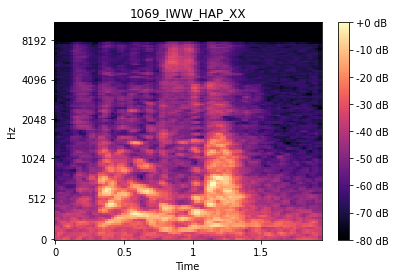 1069_IWW_HAP_XX
+0 dB
8192
-10 dB
4096
-20 dB
-30 dB
2048
Hz
-40 dB
1024
-50 dB
512
-60 dB
-70 dB
0
-80 dB
0
0.5
1
1.5
Time